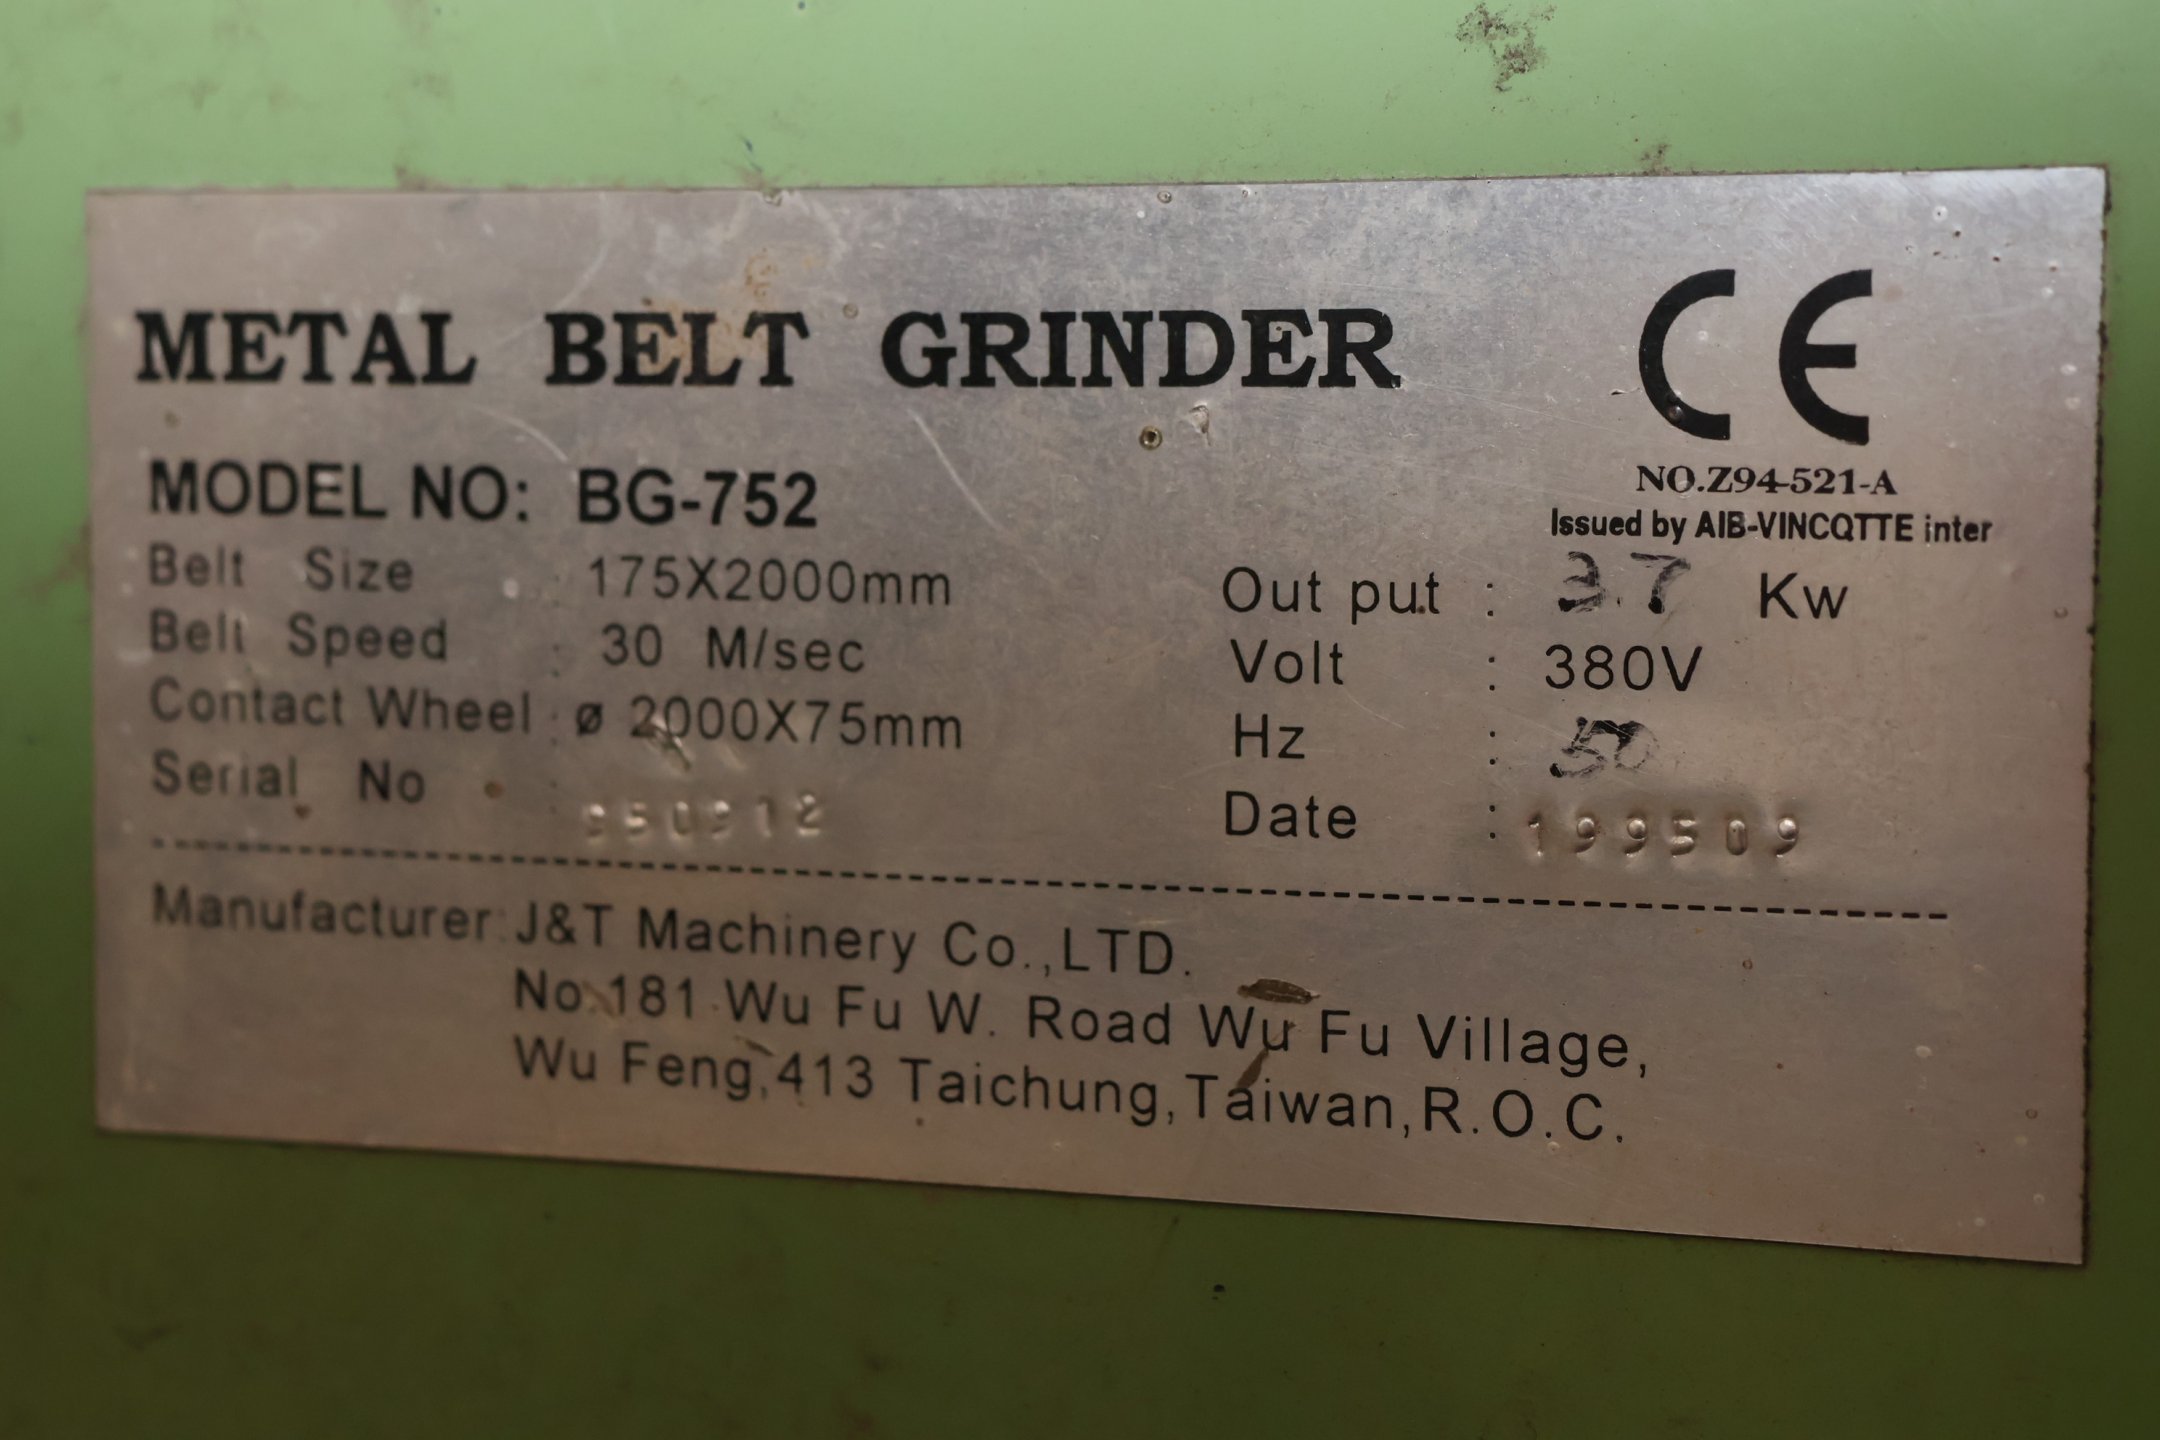 METAL BELT GRINDER
CE
NO.Z94-521-A
Issued by AIB-VINCQTTE inter
MODEL NO: BG-752
Belt Size : 175X2000mm
Belt Speed : 30 M/sec
Contact Wheel : ø 2000X75mm
Serial No : 950912
Out put : 3.7 Kw
Volt : 380V
Hz : 50
Date : 199509
Manufacturer: J&T Machinery Co.,LTD.
No.181 Wu Fu W. Road Wu Fu Village,
Wu Feng,413 Taichung,Taiwan,R.O.C.